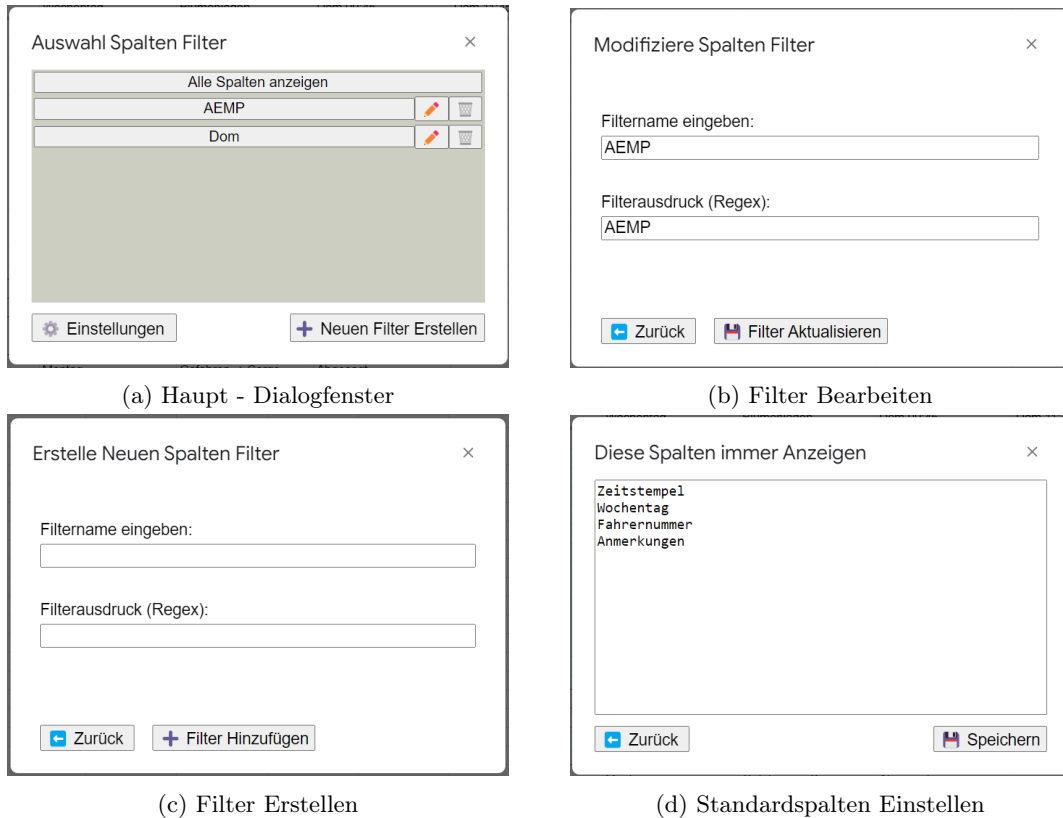 Auswahl Spalten Filter ×
Alle Spalten anzeigen
AEMP
Dom
Einstellungen
Neuen Filter Erstellen
(a) Haupt - Dialogfenster
Modifiziere Spalten Filter ×
Filtername eingeben:
AEMP
Filterausdruck (Regex):
AEMP
Zurück
Filter Aktualisieren
(b) Filter Bearbeiten
Erstelle Neuen Spalten Filter ×
Filtername eingeben:
Filterausdruck (Regex):
Zurück
Filter Hinzufügen
(c) Filter Erstellen
Diese Spalten immer Anzeigen ×
Zeitstempel
Wochentag
Fahrernummer
Anmerkungen
Zurück
Speichern
(d) Standardspalten Einstellen